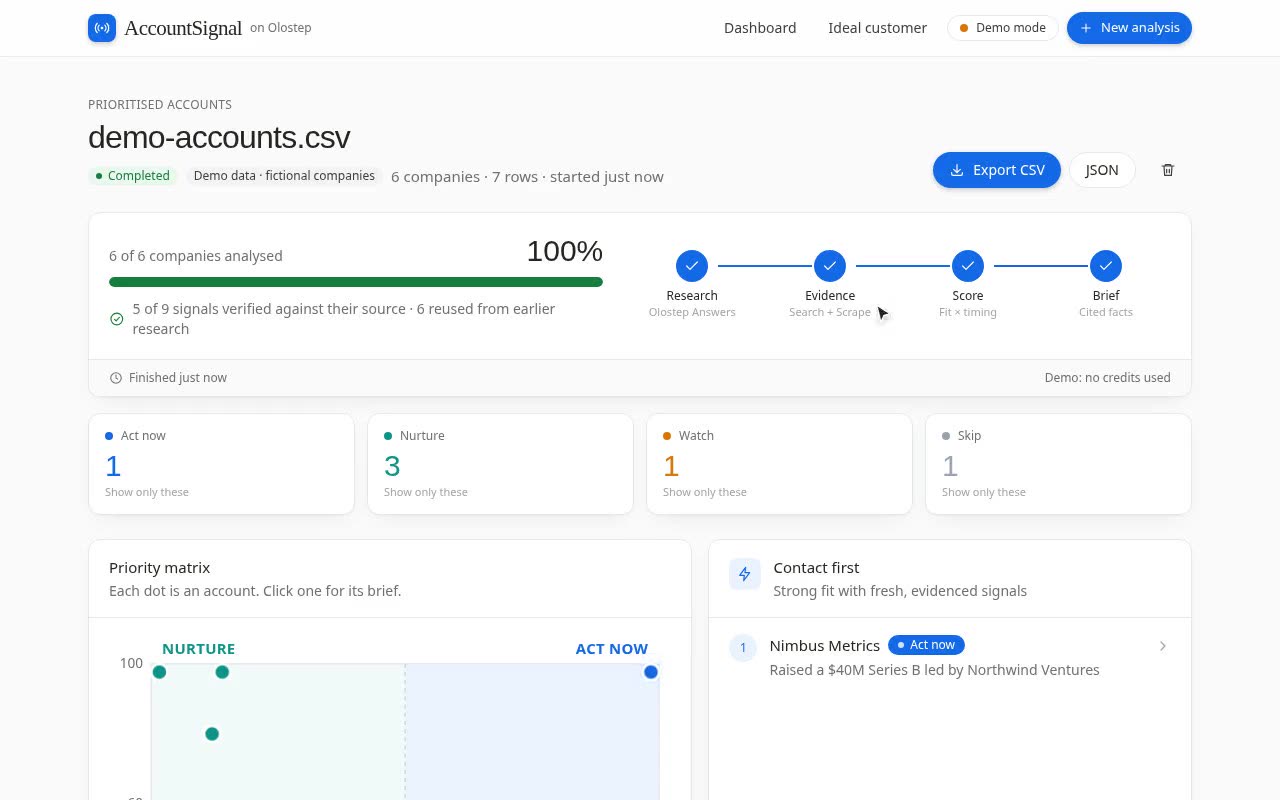 AccountSignal on Olostep
Dashboard
Ideal customer
Demo mode
New analysis
PRIORITISED ACCOUNTS
demo-accounts.csv
Completed
Demo data · fictional companies
6 companies · 7 rows · started just now
Export CSV
JSON
6 of 6 companies analysed
100%
5 of 9 signals verified against their source · 6 reused from earlier
research
Research
Olostep Answers
Evidence
Search + Scrape
Score
Fit × timing
Brief
Cited facts
Finished just now
Demo: no credits used
Act now
1
Show only these
Nurture
3
Show only these
Watch
1
Show only these
Skip
1
Show only these
Priority matrix
Each dot is an account. Click one for its brief.
NURTURE
ACT NOW
100
Contact first
Strong fit with fresh, evidenced signals
1
Nimbus Metrics
Act now
Raised a $40M Series B led by Northwind Ventures